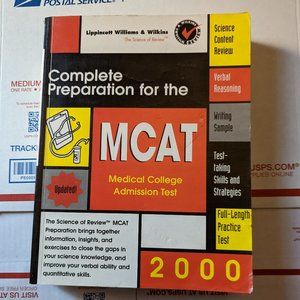 POSTAL SERVICE
Lippincott Williams & Wilkins
"The Science of Review"
Complete
Preparation for the
MCAT
Medical College
Admission Test
Updated!
Science
Content
Review
Verbal
Reasoning
Writing
Sample
Test-
taking
Skills and
Strategies
Full-Length
Practice
Test
The Science of Review™ MCAT
Preparation brings together
information, insights, and
exercises to close the gaps in
your science knowledge, and
improve your verbal ability and
quantitative skills.
2000
MEDIUM
TRACK
USPS.COM